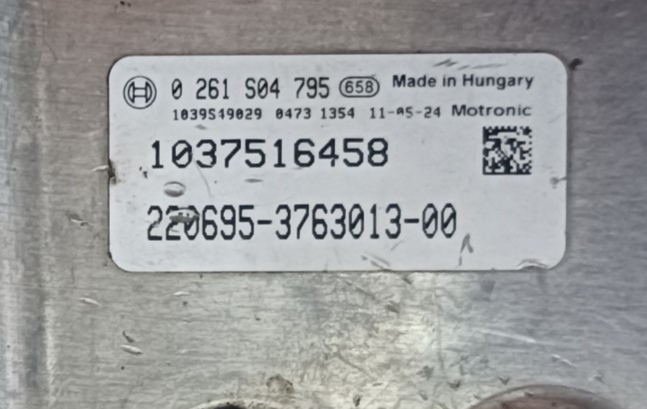 0 261 S04 795 658 Made in Hungary
1039S49029 0473 1354 11-05-24 Motronic
1037516458
220695-3763013-00